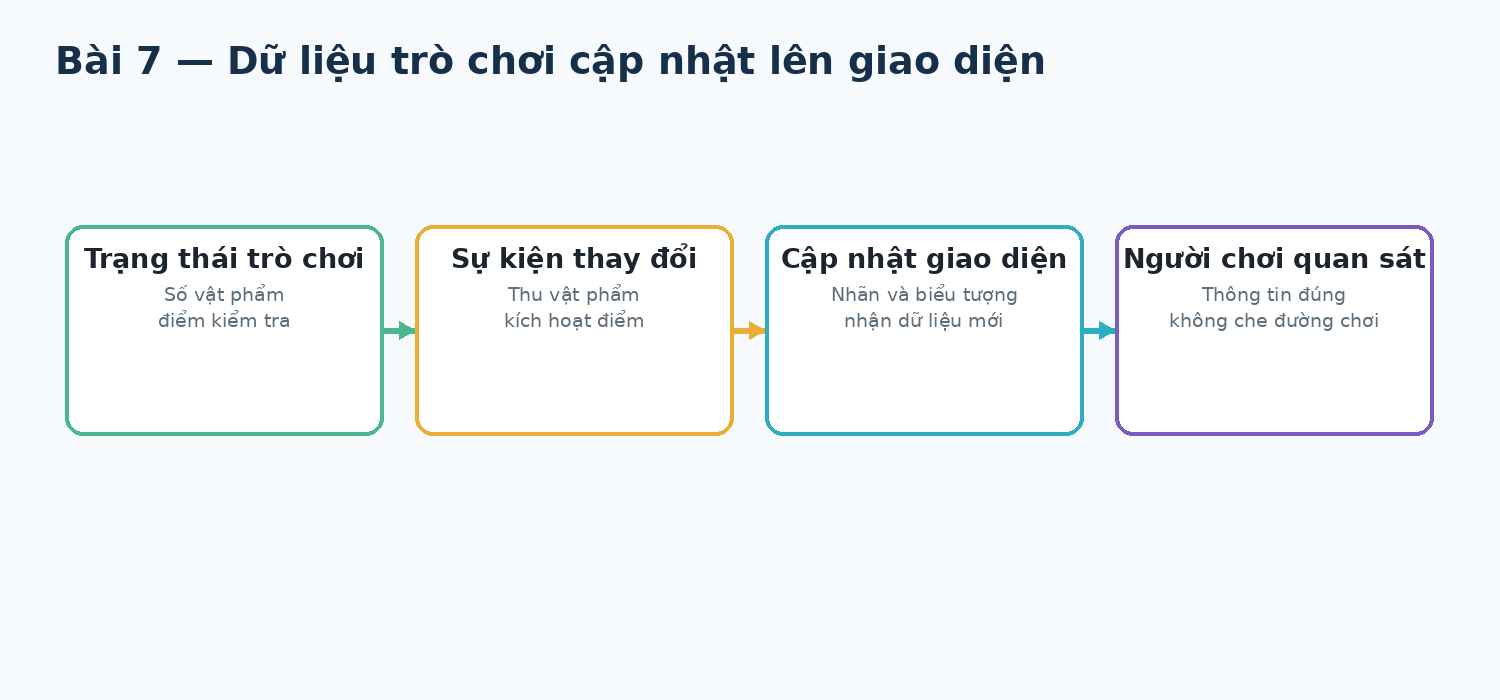 Bài 7 — Dữ liệu trò chơi cập nhật lên giao diện
Trạng thái trò chơi
Số vật phẩm
điểm kiểm tra
Sự kiện thay đổi
Thu vật phẩm
kích hoạt điểm
Cập nhật giao diện
Nhãn và biểu tượng
nhận dữ liệu mới
Người chơi quan sát
Thông tin đúng
không che đường chơi